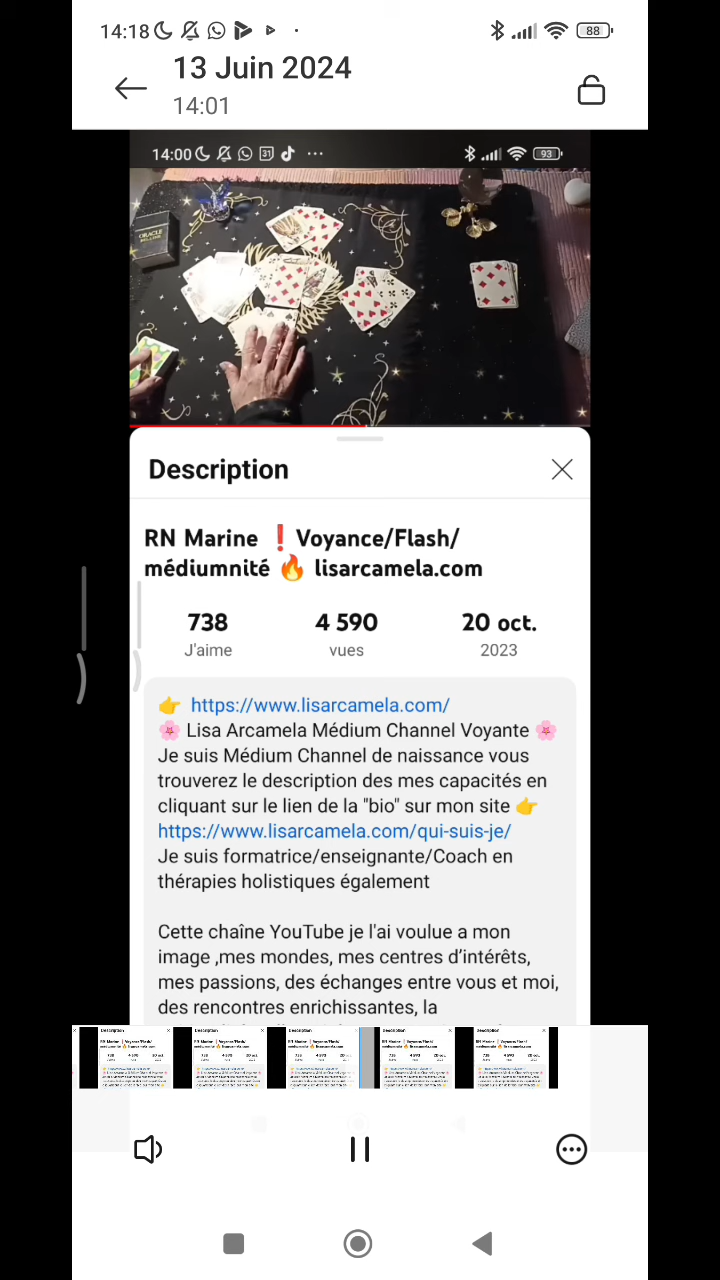 14:18
88
13 Juin 2024
14:01
14:00
31
93
ORACLE
Description
RN Marine ❗ Voyance/Flash/
médiumnité 🔥 lisarcamela.com
738 4 590 20 oct.
J'aime vues 2023
👉 https://www.lisarcamela.com/
🌸 Lisa Arcamela Médium Channel Voyante 🌸
Je suis Médium Channel de naissance vous
trouverez le description des mes capacités en
cliquant sur le lien de la "bio" sur mon site 👉
https://www.lisarcamela.com/qui-suis-je/
Je suis formatrice/enseignante/Coach en
thérapies holistiques également
Cette chaîne YouTube je l'ai voulue a mon
image ,mes mondes, mes centres d'intérêts,
mes passions, des échanges entre vous et moi,
des rencontres enrichissantes, la